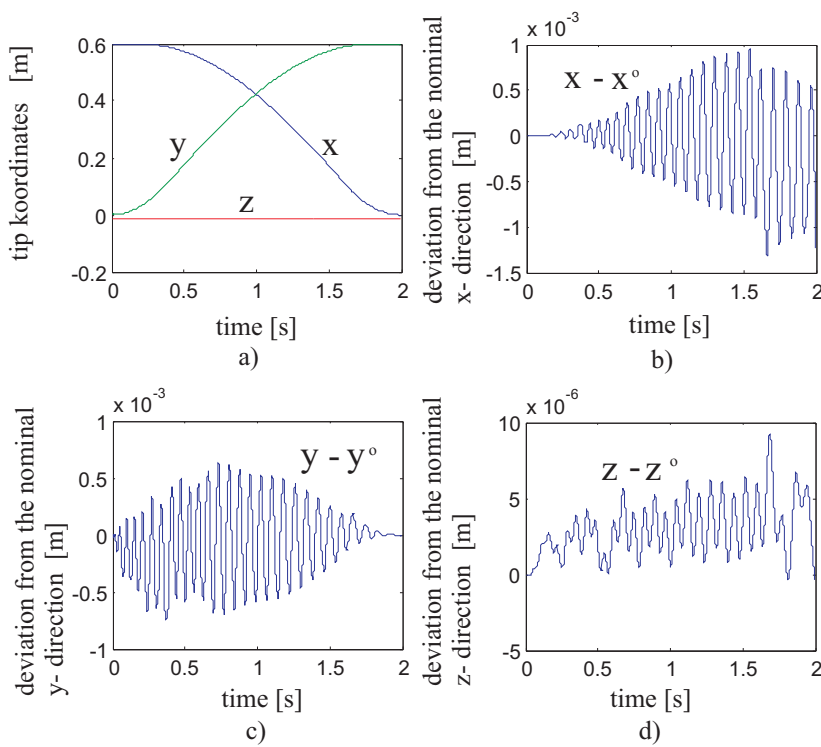 0.6
0.4
0.2
0
-0.2
0
0.5
1
1.5
2
tip koordinates [m]
y
x
z
time [s]
a)
1 x 10⁻³
0.5
0
-0.5
-1
-1.5
0
0.5
1
1.5
2
deviation from the nominal
x- direction [m]
x - x°
time [s]
b)
1 x 10⁻³
0.5
0
-0.5
-1
0
0.5
1
1.5
2
deviation from the nominal
y- direction [m]
y - y°
time [s]
c)
10 x 10⁻⁶
5
0
-5
0
0.5
1
1.5
2
deviation from the nominal
z- direction [m]
z - z°
time [s]
d)